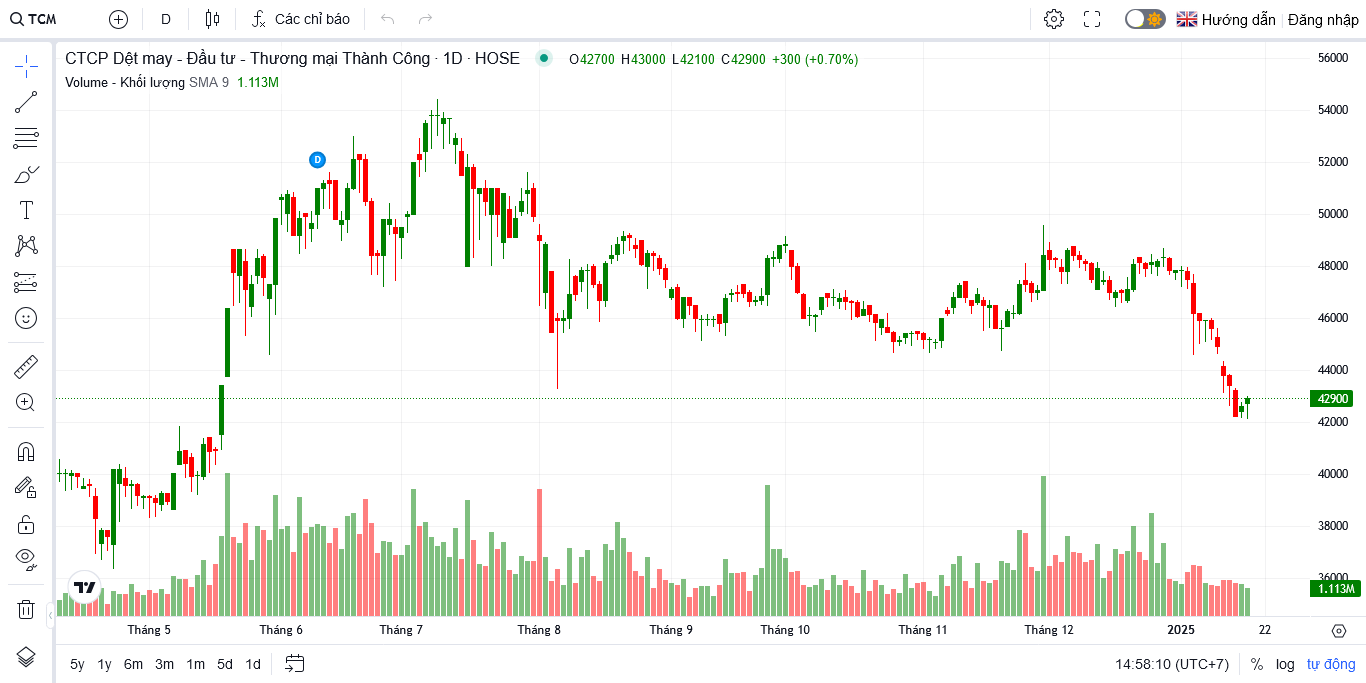 TCM D Các chỉ báo Hướng dẫn Đăng nhập
CTCP Dệt may - Đầu tư - Thương mại Thành Công · 1D · HOSE O42700 H43000 L42100 C42900 +300 (+0.70%)
Volume - Khối lượng SMA 9 1.113M
D
56000
54000
52000
50000
48000
46000
44000
42900
42000
40000
38000
36000
1.113M
Tháng 5 Tháng 6 Tháng 7 Tháng 8 Tháng 9 Tháng 10 Tháng 11 Tháng 12 2025 22
5y 1y 6m 3m 1m 5d 1d 14:58:10 (UTC+7) % log tự động